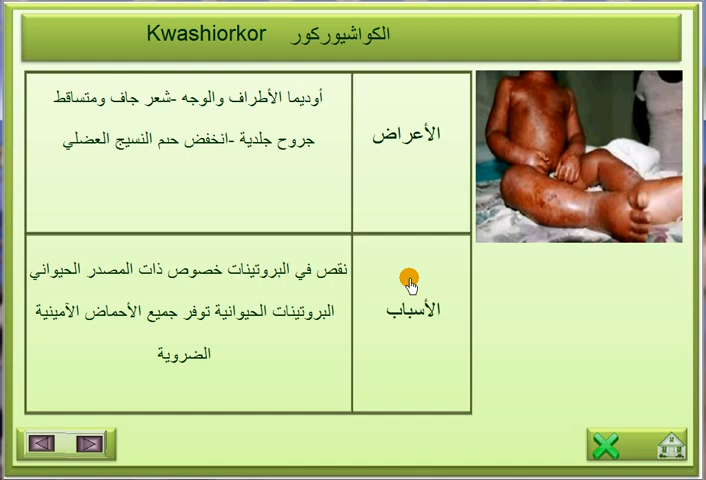 الكواشيوركور Kwashiorkor
الأعراض
أوديما الأطراف والوجه -شعر جاف ومتساقط
جروح جلدية -انخفض حىم النسيج العضلي
الأسباب
نقص في البروتينات خصوص ذات المصدر الحيواني
البروتينات الحيوانية توفر جميع الأحماض الآمينية
الضروية